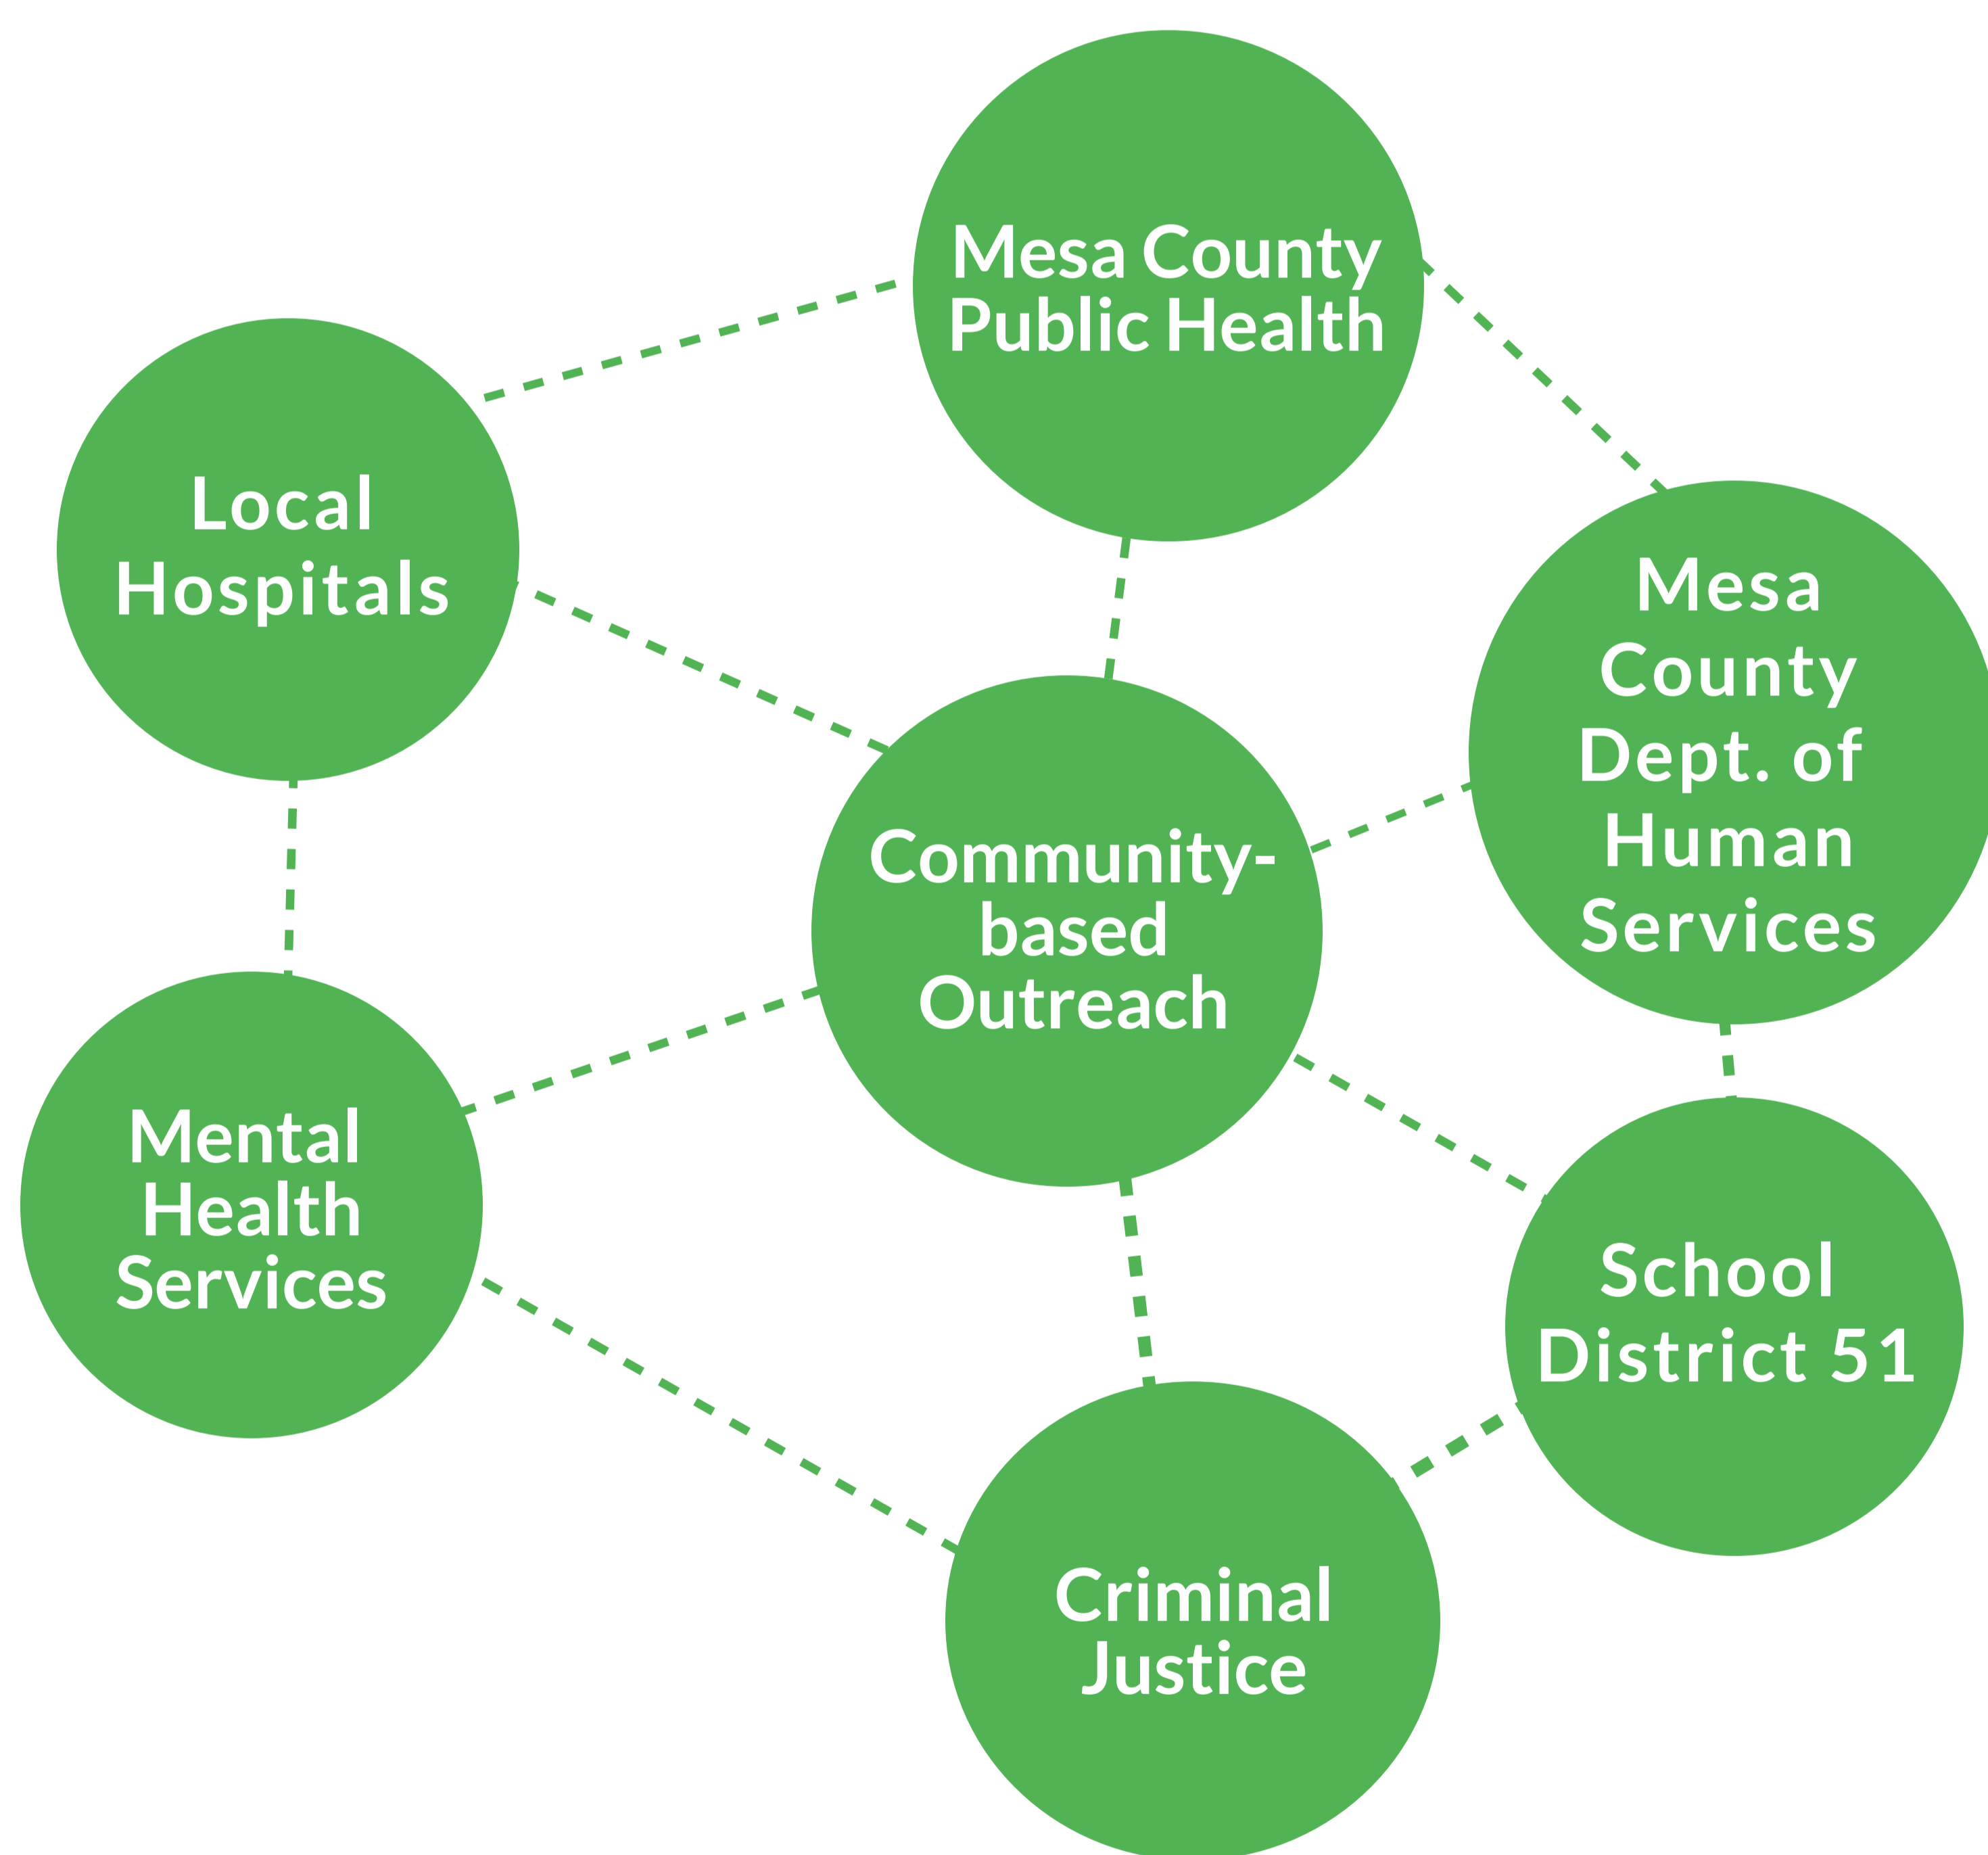 Mesa County
Public Health
Local
Hospitals
Mesa
County
Dept. of
Human
Services
Community-
based
Outreach
Mental
Health
Services
School
District 51
Criminal
Justice